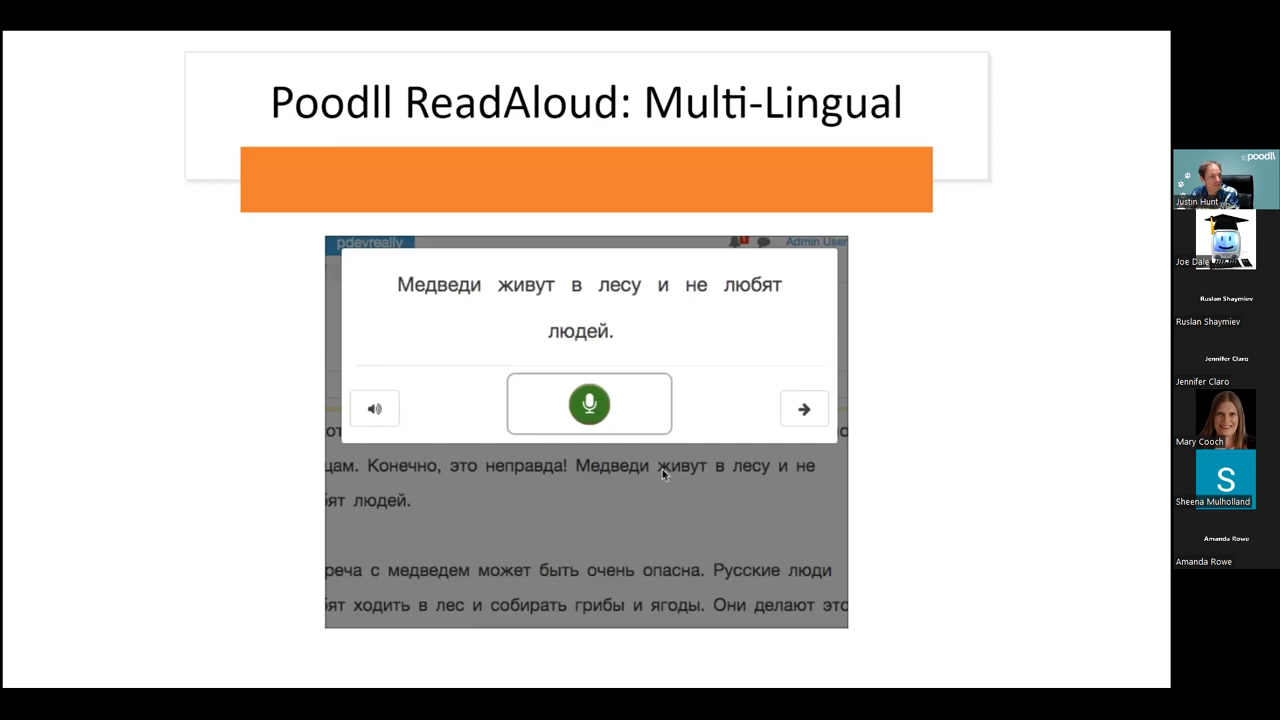 Poodll ReadAloud: Multi-Lingual
pdevreally
1
Admin User
Медведи живут в лесу и не любят
людей.
цам. Конечно, это неправда! Медведи живут в лесу и не
людей.
с медведем может быть очень опасна. Русские люди
ходить в лес и собирать грибы и ягоды. Они делают это
poodll
Justin Hunt
Joe Dale
Ruslan Shaymiev
Ruslan Shaymiev
Jennifer Claro
Jennifer Claro
Mary Cooch
S
Sheena Mulholland
Amanda Rowe
Amanda Rowe